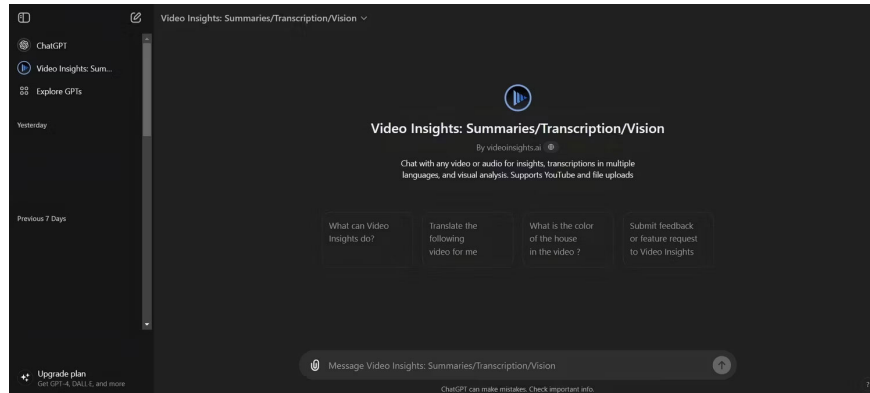 Video Insights: Summaries/Transcription/Vision
ChatGPT
Video Insights: Sum...
Explore GPTs
Yesterday
Previous 7 Days
Upgrade plan
Get GPT-4, DALL·E, and more
Video Insights: Summaries/Transcription/Vision
By videoinsights.ai
Chat with any video or audio for insights, transcriptions in multiple
languages, and visual analysis. Supports YouTube and file uploads
What can Video
Insights do?
Translate the
following
video for me
What is the color
of the house
in the video ?
Submit feedback
or feature request
to Video Insights
Message Video Insights: Summaries/Transcription/Vision
ChatGPT can make mistakes. Check important info.
?